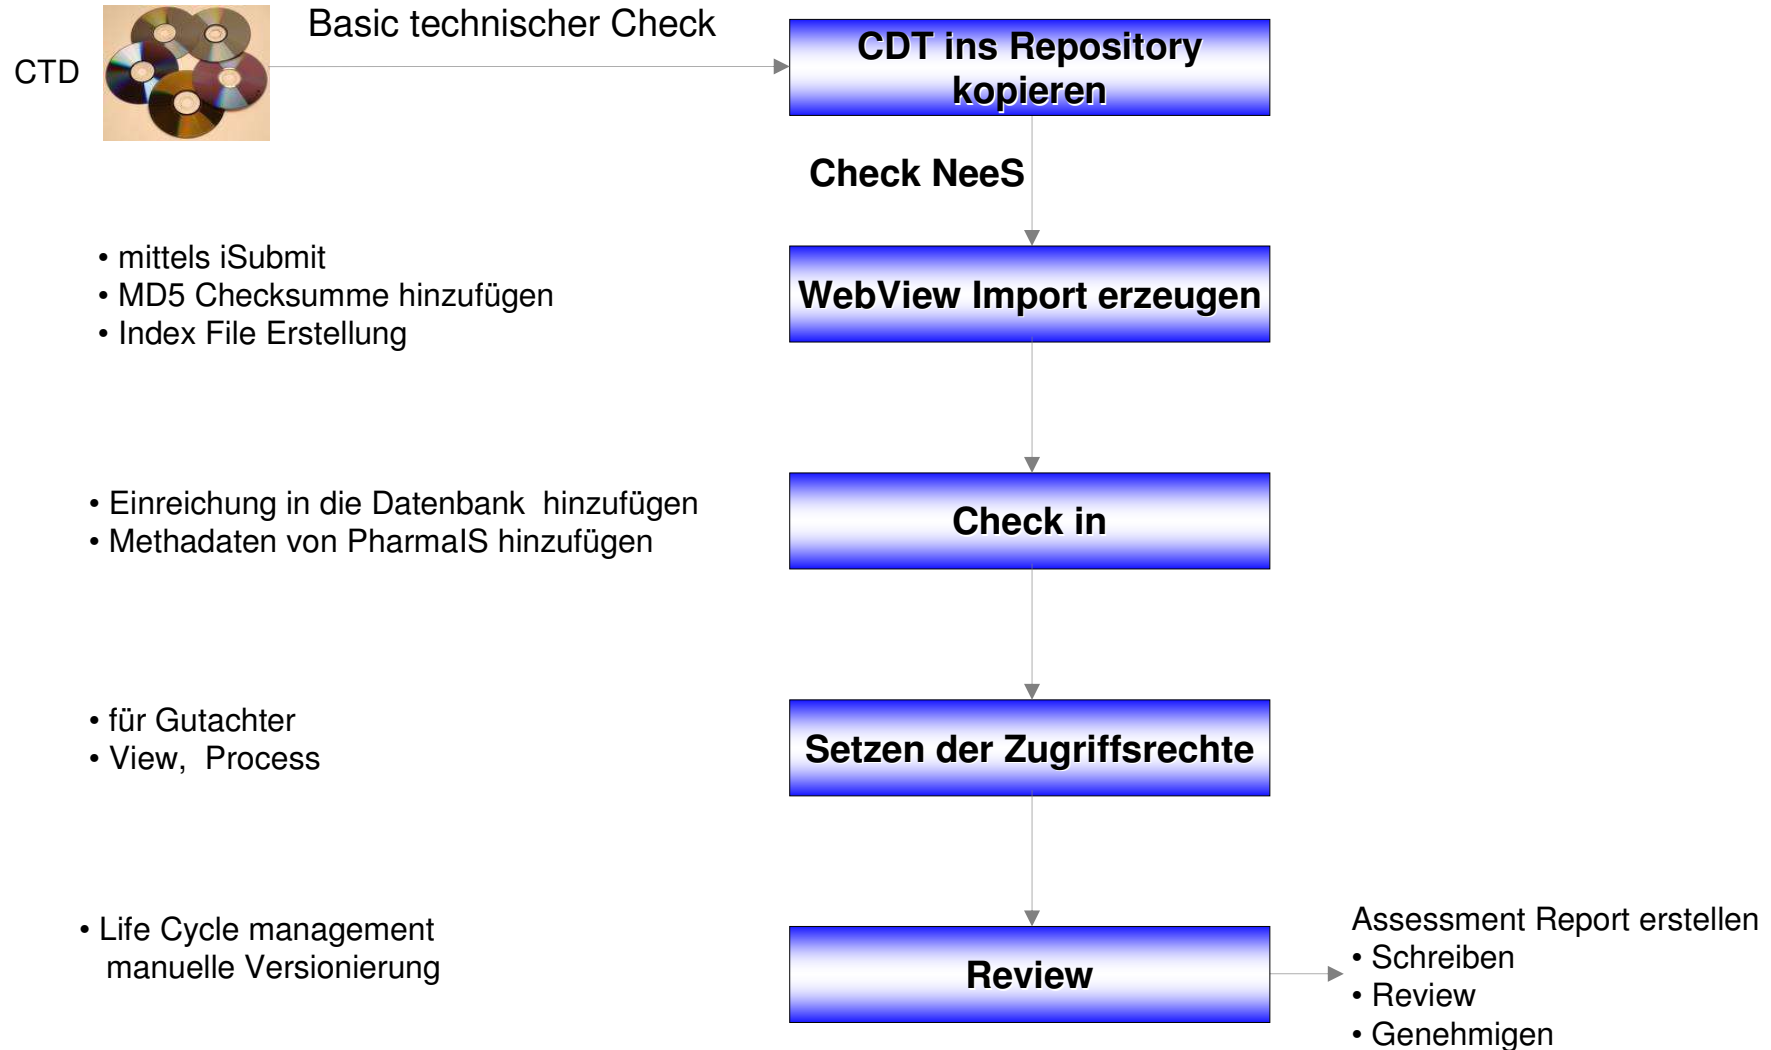 CTD
Basic technischer Check
CDT ins Repository
kopieren
Check NeeS
• mittels iSubmit
• MD5 Checksumme hinzufügen
• Index File Erstellung
WebView Import erzeugen
• Einreichung in die Datenbank hinzufügen
• Methadaten von PharmaIS hinzufügen
Check in
• für Gutachter
• View, Process
Setzen der Zugriffsrechte
• Life Cycle management
manuelle Versionierung
Review
Assessment Report erstellen
• Schreiben
• Review
• Genehmigen